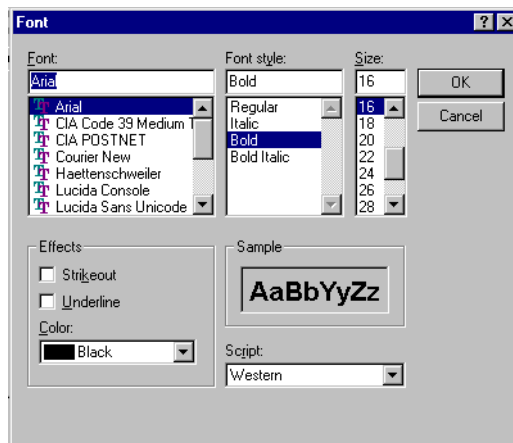 Font
? ×
Font:
Arial
Arial
CIA Code 39 Medium T
CIA POSTNET
Courier New
Haettenschweiler
Lucida Console
Lucida Sans Unicode
Font style:
Bold
Regular
Italic
Bold
Bold Italic
Size:
16
16
18
20
22
24
26
28
OK
Cancel
Effects
Strikeout
Underline
Color:
Black
Sample
AaBbYyZz
Script:
Western